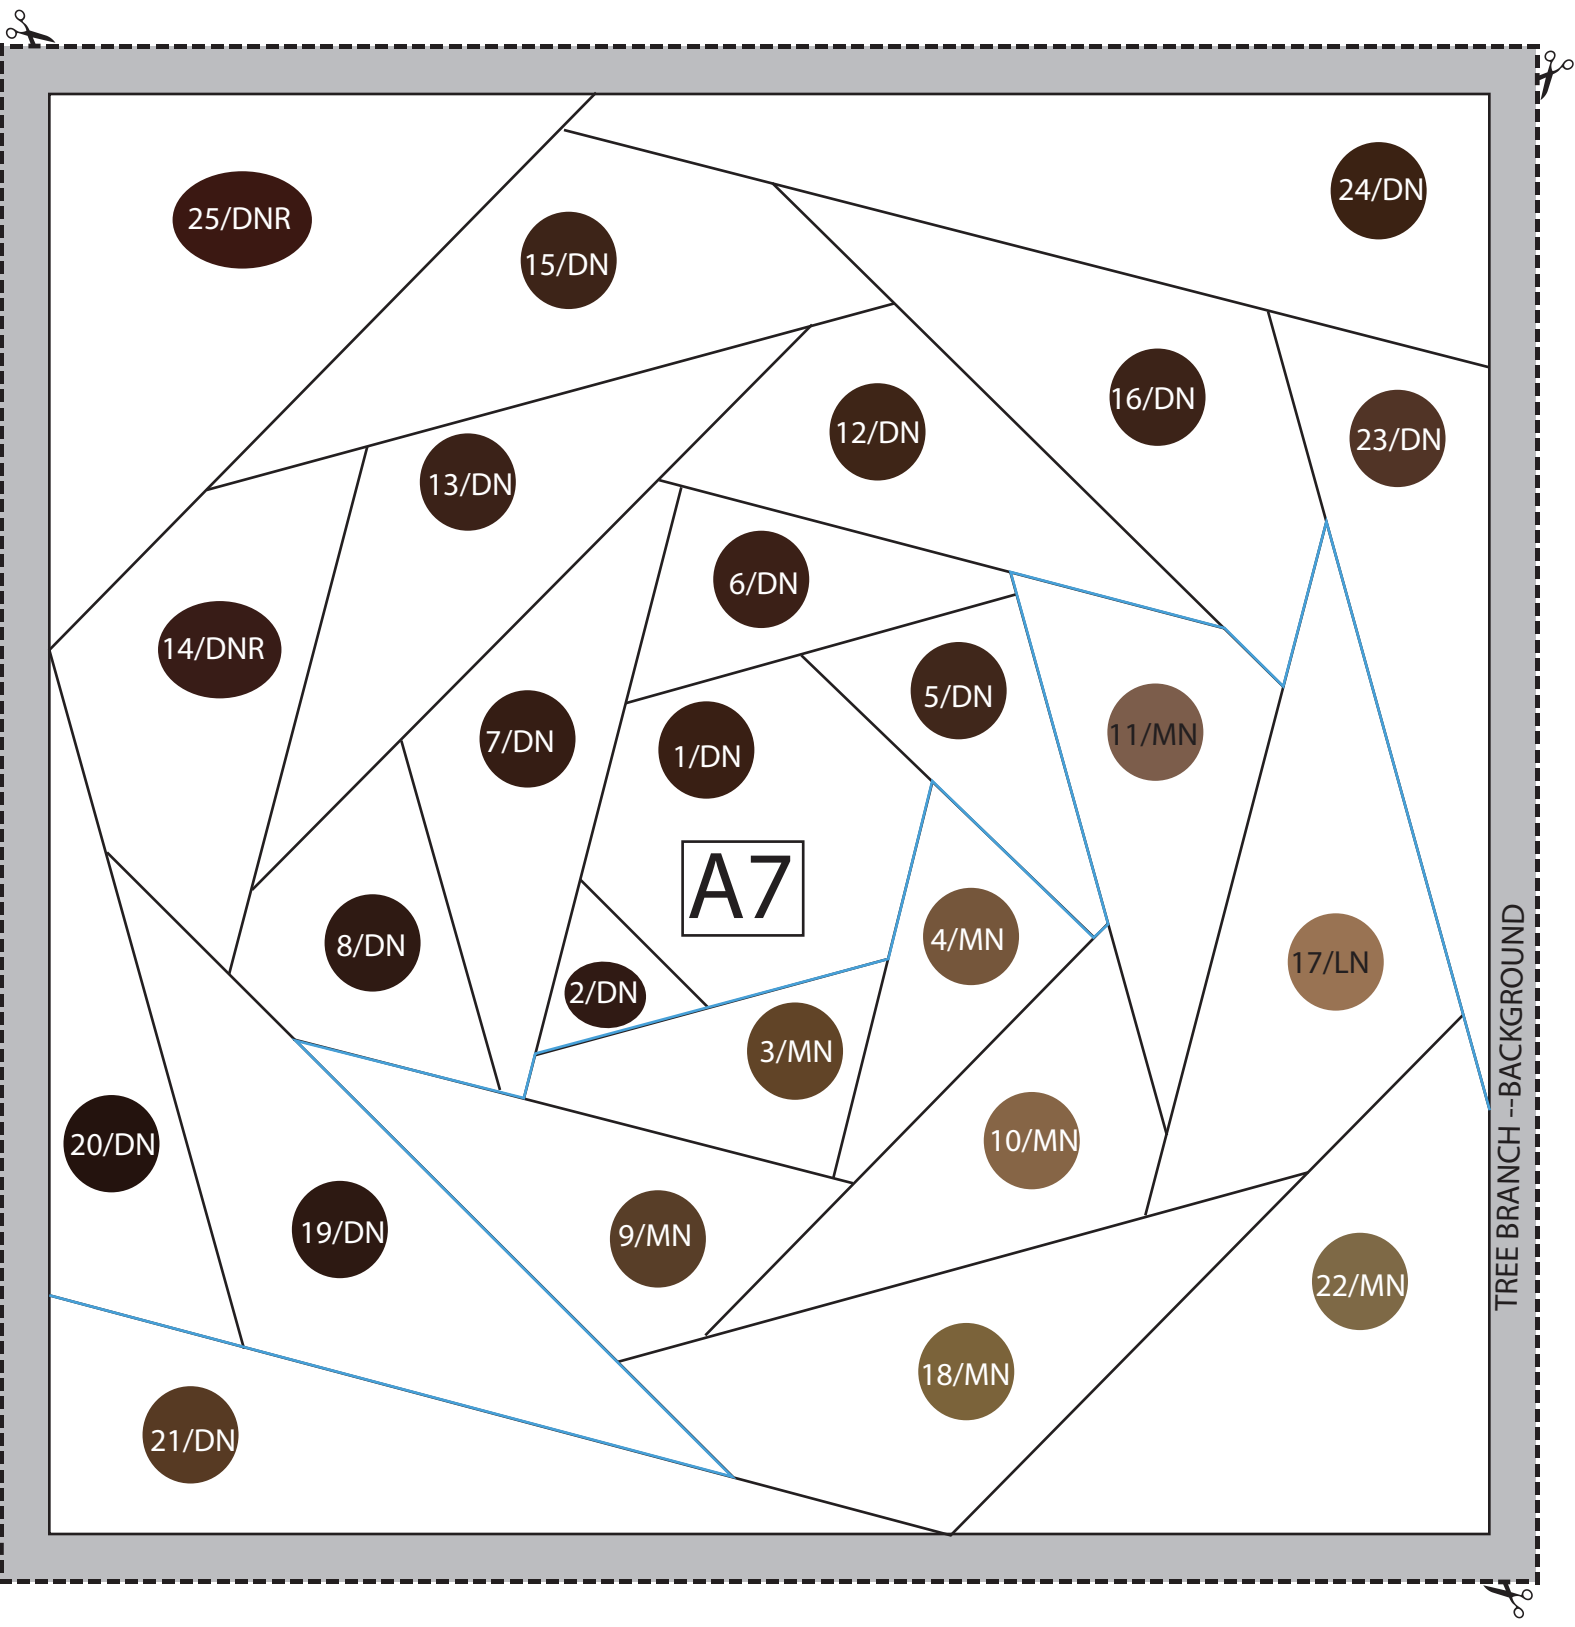 24/DN
25/DNR
15/DN
16/DN
12/DN
23/DN
13/DN
6/DN
14/DNR
5/DN
7/DN
1/DN
11/MN
A7
8/DN
4/MN
17/LN
2/DN
3/MN
20/DN
10/MN
19/DN
9/MN
22/MN
18/MN
21/DN
TREE BRANCH --BACKGROUND